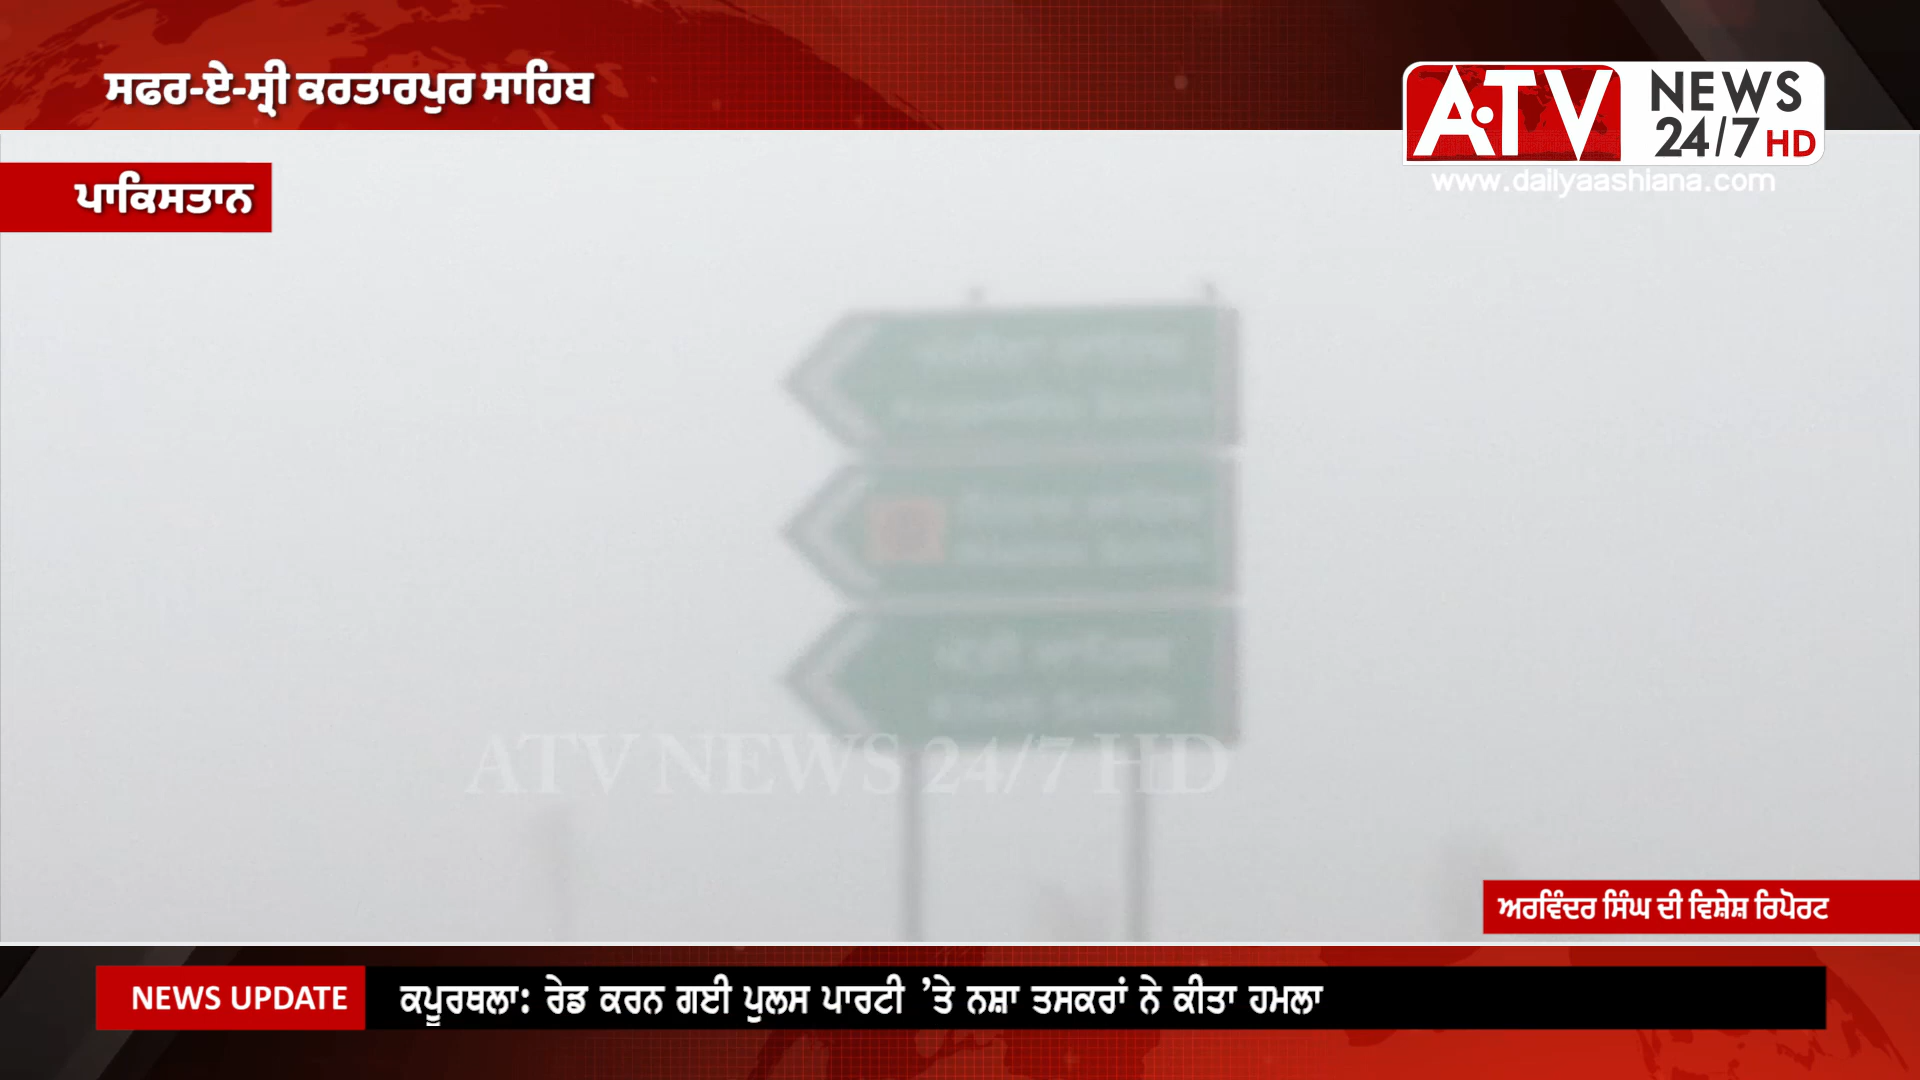 ਸਫਰ-ਏ-ਸ੍ਰੀ ਕਰਤਾਰਪੁਰ ਸਾਹਿਬ
ATV NEWS 24/7 HD
www.dailyaashiana.com
ਪਾਕਿਸਤਾਨ
ATV NEWS 24/7 HD
ਅਰਵਿੰਦਰ ਸਿੰਘ ਦੀ ਵਿਸ਼ੇਸ਼ ਰਿਪੋਰਟ
NEWS UPDATE
ਕਪੂਰਥਲਾ: ਰੇਡ ਕਰਨ ਗਈ ਪੁਲਸ ਪਾਰਟੀ ’ਤੇ ਨਸ਼ਾ ਤਸਕਰਾਂ ਨੇ ਕੀਤਾ ਹਮਲਾ